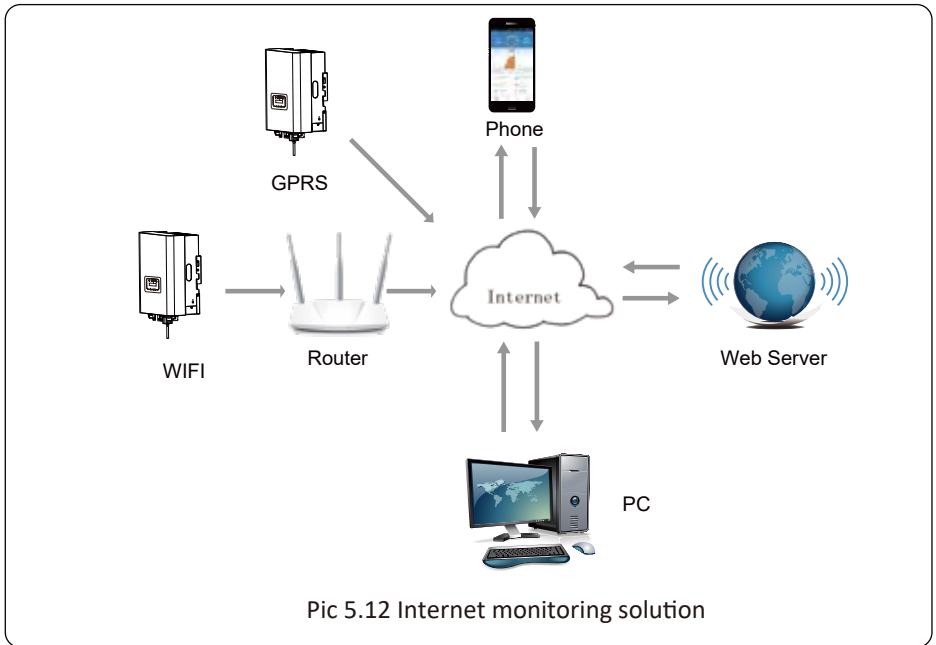 Phone
GPRS
Internet
WIFI
Router
Web Server
PC
Pic 5.12 Internet monitoring solution